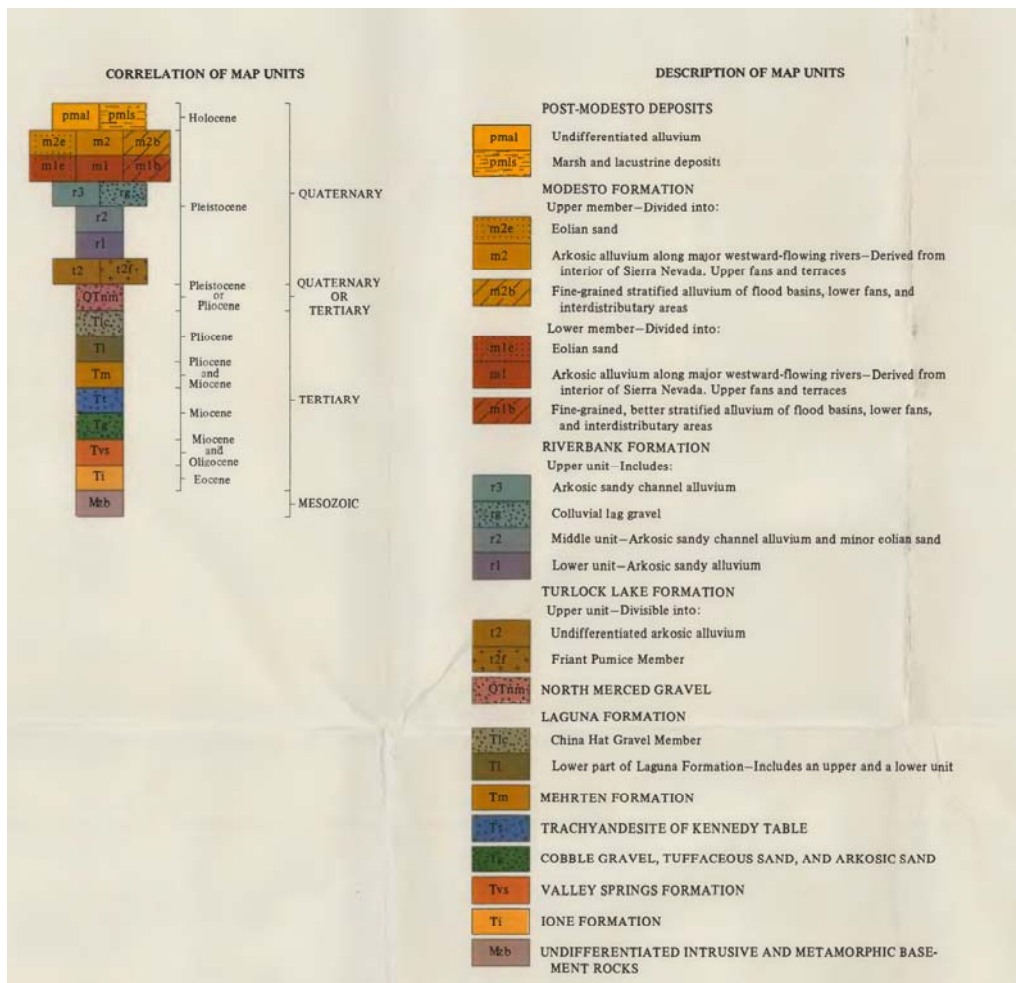 CORRELATION OF MAP UNITS
pmal pmls
m2e m2 m2b
m1e m1 m1b
r3 rg
r2
r1
t2 t2f
QTnm
Tlc
Tl
Tm
Tt
Tg
Tvs
Ti
Mzb
Holocene
Pleistocene
Pleistocene
or
Pliocene
Pliocene
Pliocene
and
Miocene
Miocene
Miocene
and
Oligocene
Eocene
QUATERNARY
QUATERNARY
OR
TERTIARY
TERTIARY
MESOZOIC
DESCRIPTION OF MAP UNITS
POST-MODESTO DEPOSITS
pmal Undifferentiated alluvium
pmls Marsh and lacustrine deposits
MODESTO FORMATION
Upper member—Divided into:
m2e Eolian sand
m2 Arkosic alluvium along major westward-flowing rivers—Derived from
interior of Sierra Nevada. Upper fans and terraces
m2b Fine-grained stratified alluvium of flood basins, lower fans, and
interdistributary areas
Lower member—Divided into:
m1e Eolian sand
m1 Arkosic alluvium along major westward-flowing rivers—Derived from
interior of Sierra Nevada. Upper fans and terraces
m1b Fine-grained, better stratified alluvium of flood basins, lower fans,
and interdistributary areas
RIVERBANK FORMATION
Upper unit—Includes:
r3 Arkosic sandy channel alluvium
rg Colluvial lag gravel
r2 Middle unit—Arkosic sandy channel alluvium and minor eolian sand
r1 Lower unit—Arkosic sandy alluvium
TURLOCK LAKE FORMATION
Upper unit—Divisible into:
t2 Undifferentiated arkosic alluvium
t2f Friant Pumice Member
QTnm NORTH MERCED GRAVEL
LAGUNA FORMATION
Tlc China Hat Gravel Member
Tl Lower part of Laguna Formation—Includes an upper and a lower unit
Tm MEHRTEN FORMATION
Tt TRACHYANDESITE OF KENNEDY TABLE
Tg COBBLE GRAVEL, TUFFACEOUS SAND, AND ARKOSIC SAND
Tvs VALLEY SPRINGS FORMATION
Ti IONE FORMATION
Mzb UNDIFFERENTIATED INTRUSIVE AND METAMORPHIC BASE-
MENT ROCKS